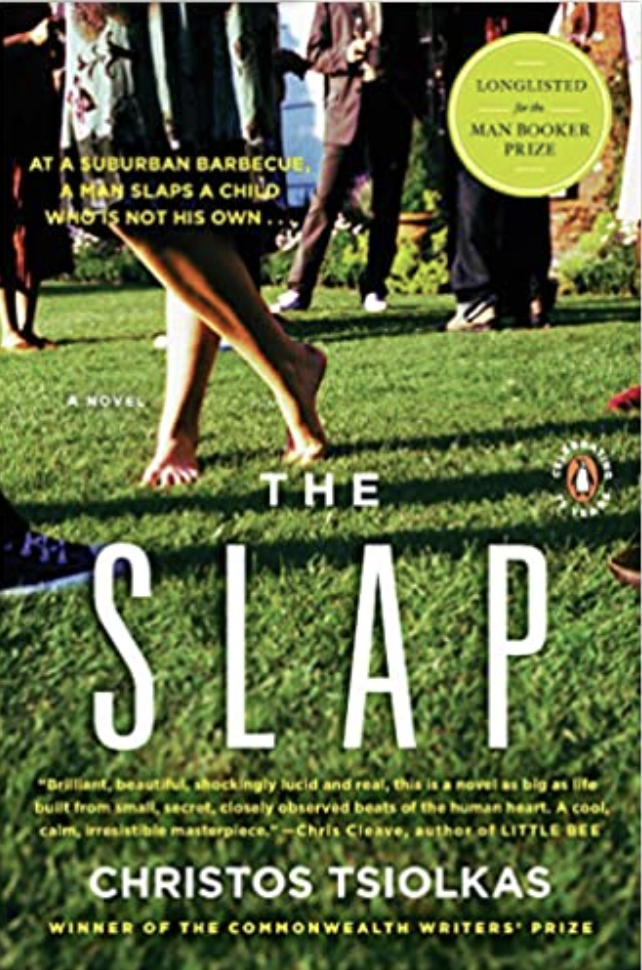 LONGLISTED
for the
MAN BOOKER
PRIZE
AT A SUBURBAN BARBECUE,
A MAN SLAPS A CHILD
WHO IS NOT HIS OWN . . .
A NOVEL
CELEBRATING
75 YEARS
THE
SLAP
"Brilliant, beautiful, shockingly lucid and real, this is a novel as big as life
built from small, secret, closely observed beats of the human heart. A cool,
calm, irresistible masterpiece." —Chris Cleave, author of LITTLE BEE
CHRISTOS TSIOLKAS
WINNER OF THE COMMONWEALTH WRITERS' PRIZE